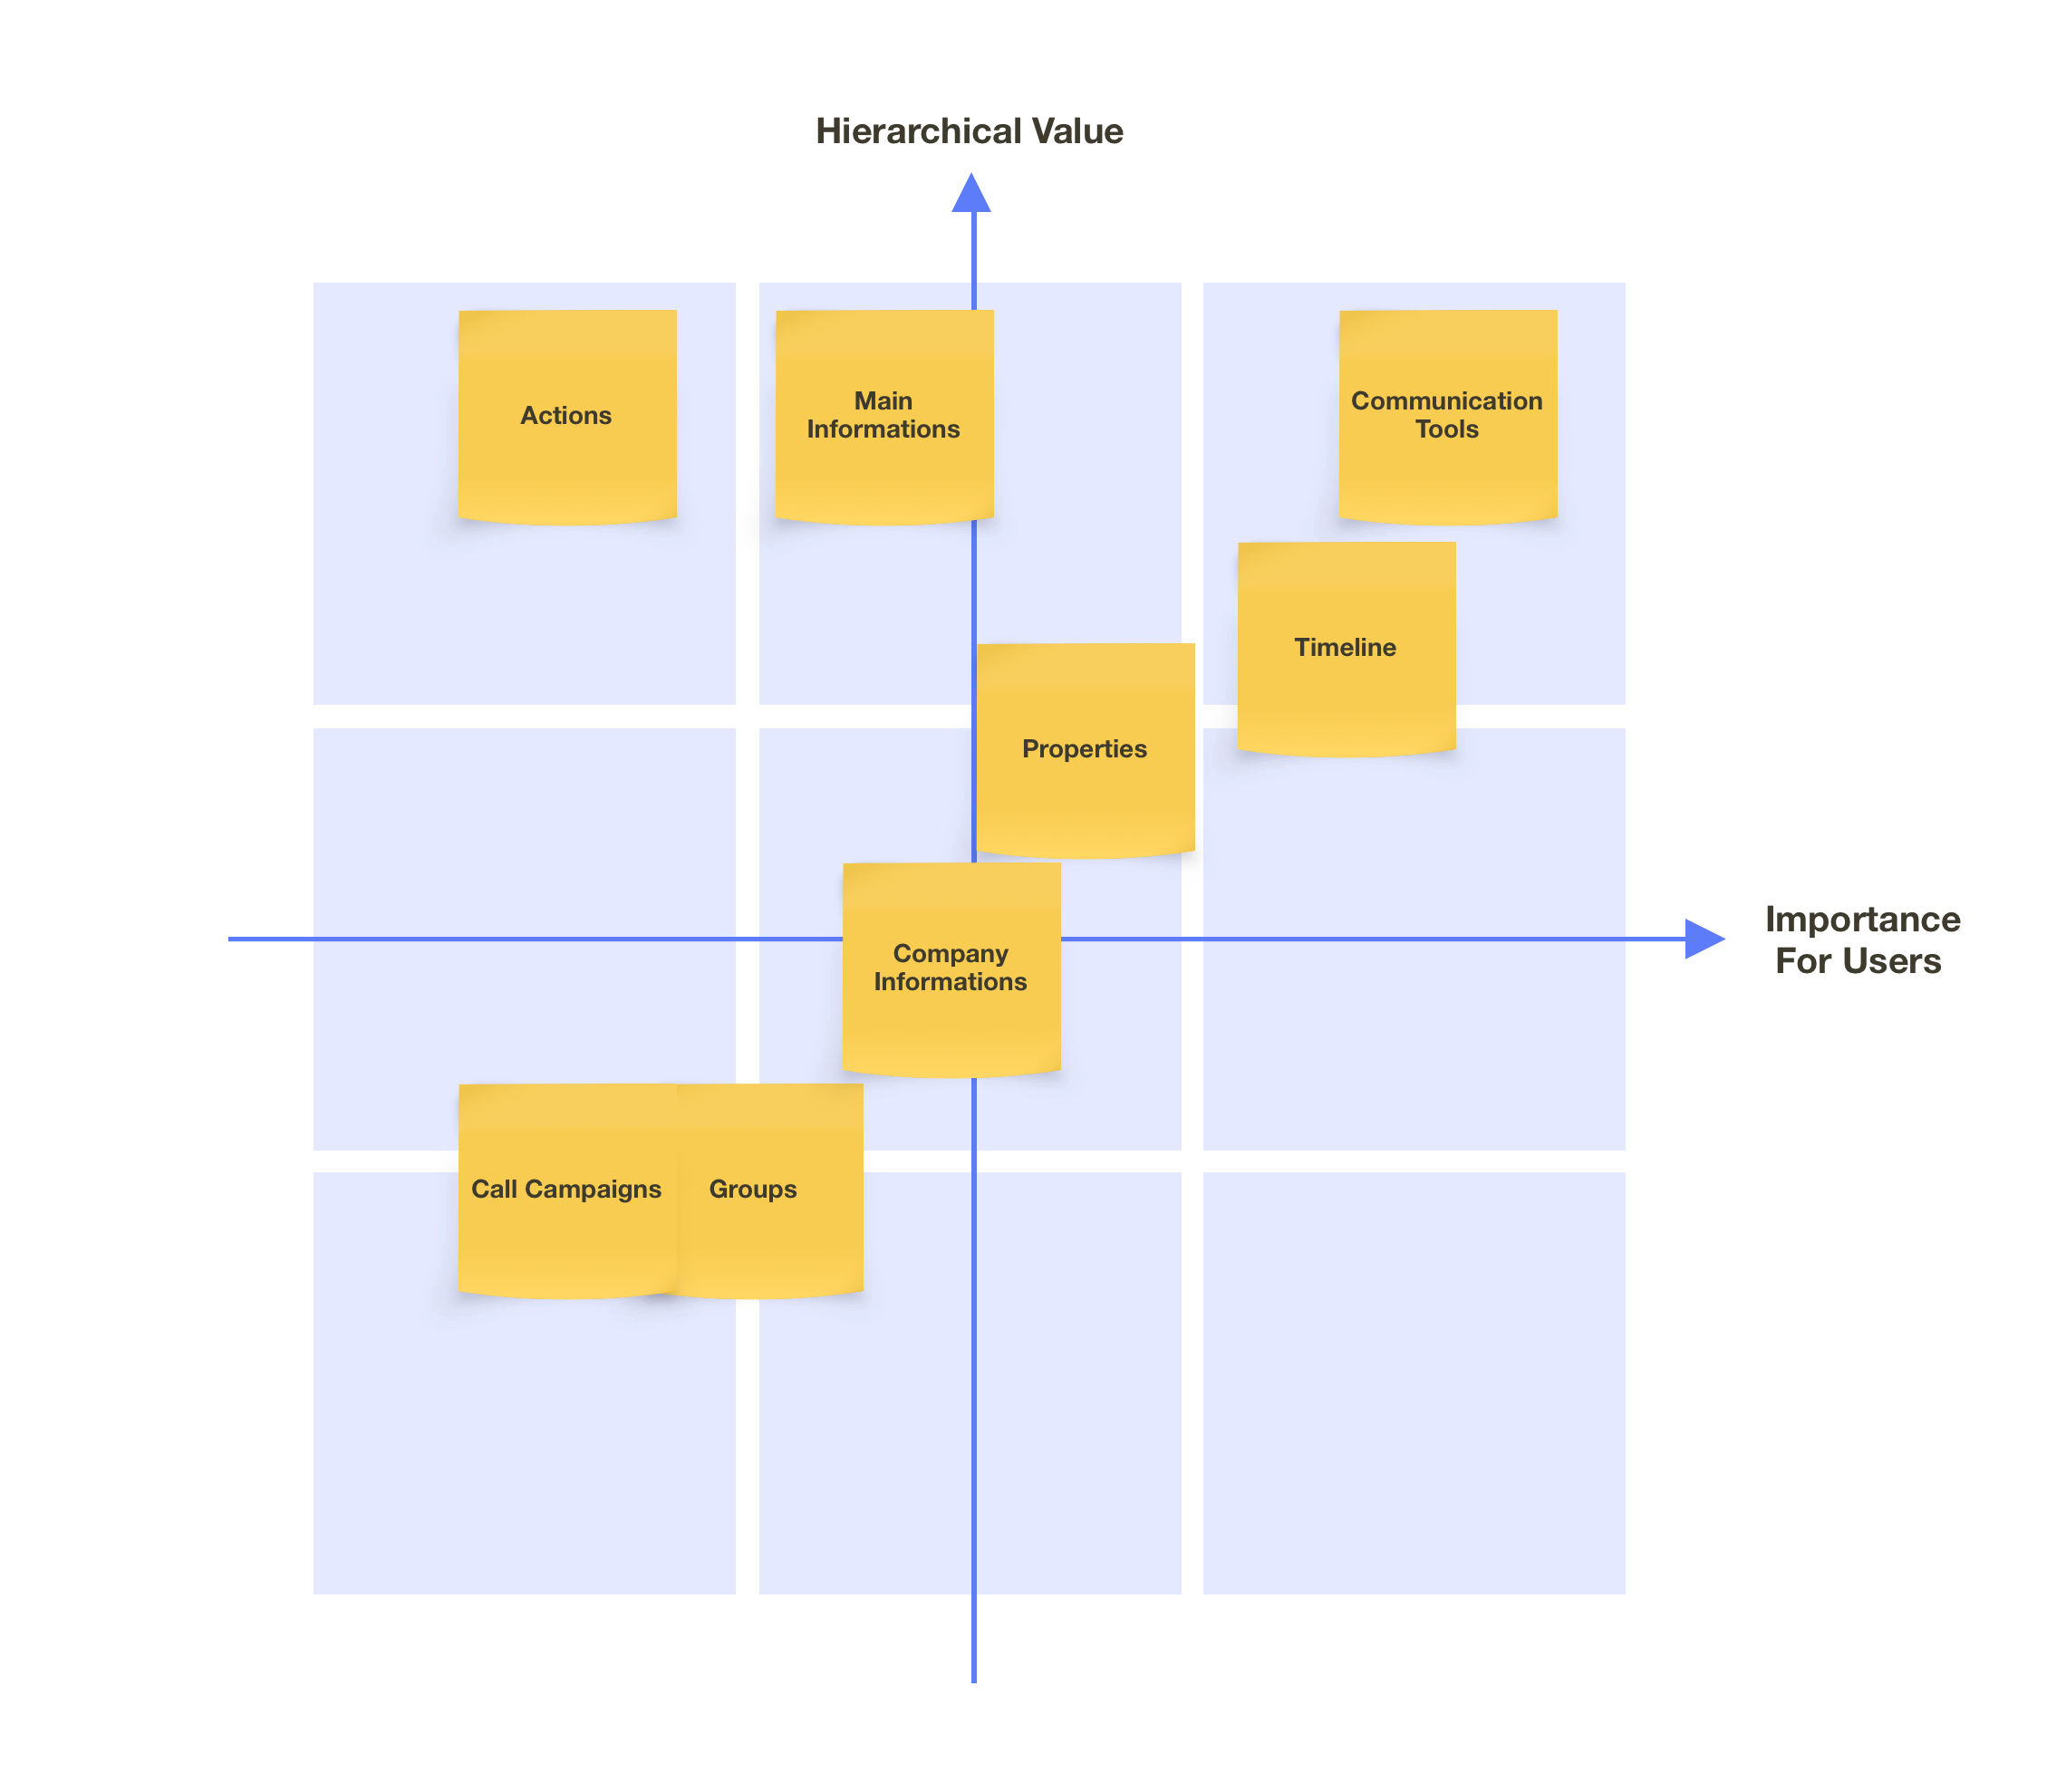 Hierarchical Value
Actions
Main
Informations
Communication
Tools
Timeline
Properties
Importance
For Users
Company
Informations
Call Campaigns
Groups